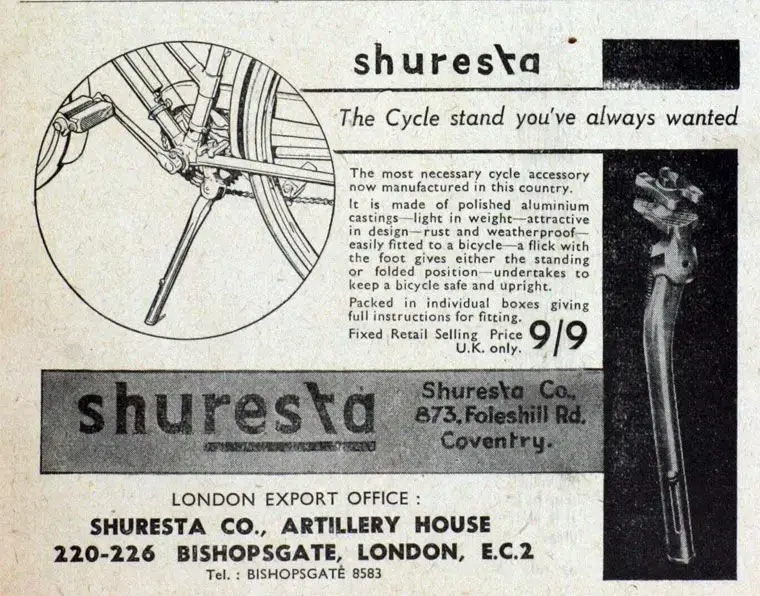 shuresta
The Cycle stand you've always wanted
The most necessary cycle accessory
now manufactured in this country.
It is made of polished aluminium
castings—light in weight—attractive
in design—rust and weatherproof—
easily fitted to a bicycle—a flick with
the foot gives either the standing
or folded position—undertakes to
keep a bicycle safe and upright.
Packed in individual boxes giving
full instructions for fitting.
Fixed Retail Selling Price 9/9
U.K. only.
shuresta
Shuresta Co.,
873, Foleshill Rd.
Coventry.
LONDON EXPORT OFFICE :
SHURESTA CO., ARTILLERY HOUSE
220-226 BISHOPSGATE, LONDON, E.C.2
Tel. : BISHOPSGATE 8583